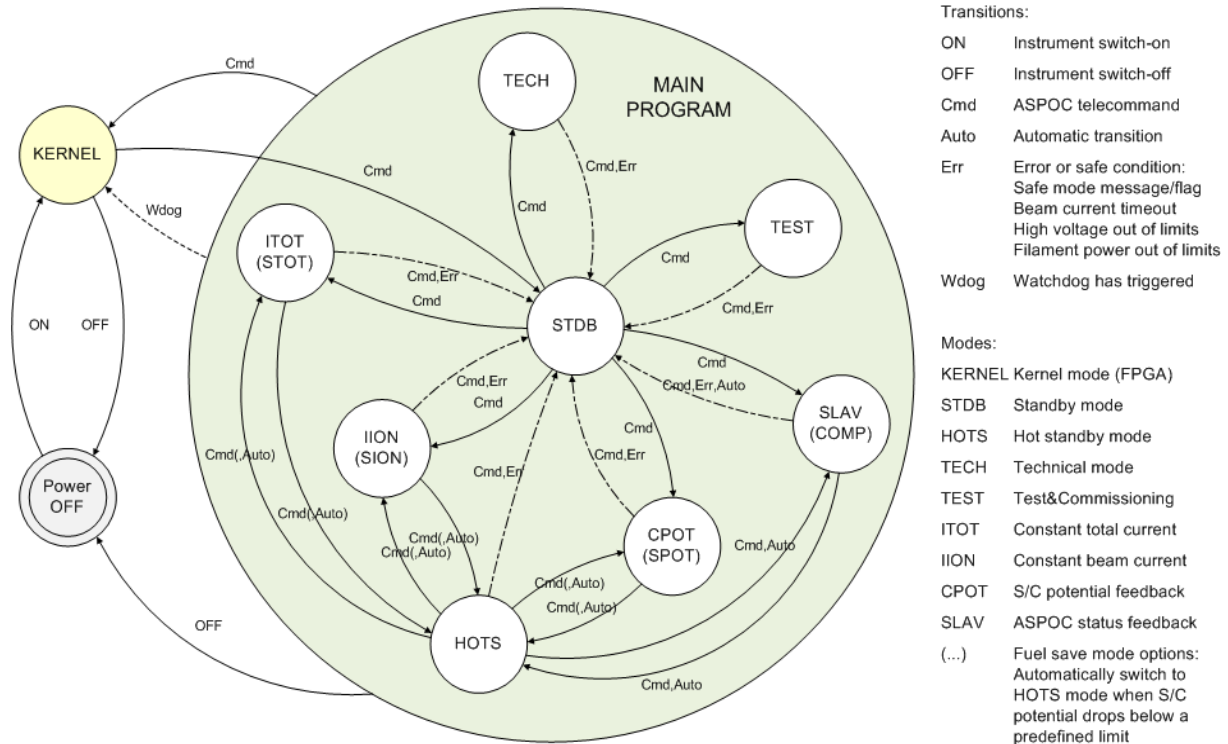 Cmd
TECH
MAIN
PROGRAM
KERNEL
Cmd
Cmd,Err
Wdog
Cmd
TEST
ITOT
(STOT)
Cmd
Cmd,Err
Cmd
Cmd,Err
ON
OFF
STDB
Cmd
Cmd,Err
Cmd,Err,Auto
Cmd
SLAV
(COMP)
IION
(SION)
Cmd
Cmd(,Auto)
Cmd,Err
Cmd,Err
Power
OFF
Cmd(,Auto)
Cmd(,Auto)
Cmd(,Auto)
CPOT
(SPOT)
Cmd,Auto
Cmd(,Auto)
Cmd(,Auto)
OFF
HOTS
Cmd,Auto
Transitions:
ON Instrument switch-on
OFF Instrument switch-off
Cmd ASPOC telecommand
Auto Automatic transition
Err Error or safe condition:
Safe mode message/flag
Beam current timeout
High voltage out of limits
Filament power out of limits
Wdog Watchdog has triggered
Modes:
KERNEL Kernel mode (FPGA)
STDB Standby mode
HOTS Hot standby mode
TECH Technical mode
TEST Test&Commissioning
ITOT Constant total current
IION Constant beam current
CPOT S/C potential feedback
SLAV ASPOC status feedback
(...) Fuel save mode options:
Automatically switch to
HOTS mode when S/C
potential drops below a
predefined limit